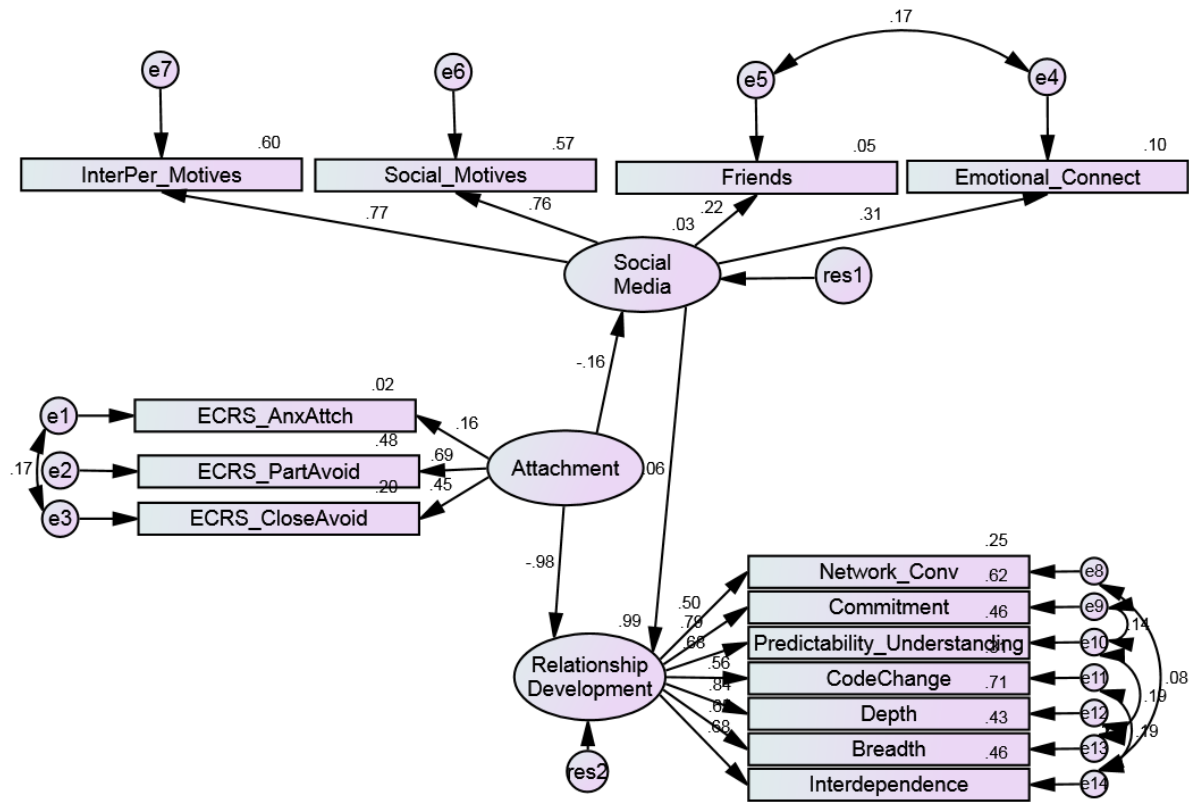 .17
e7
e6
e5
e4
.60
.57
.05
.10
InterPer_Motives
Social_Motives
Friends
Emotional_Connect
.77
.76
.03
.22
.31
Social
Media
res1
-.16
.02
e1
ECRS_AnxAttch
.16
.48
.17
e2
ECRS_PartAvoid
.69
Attachment
.06
.20
.45
e3
ECRS_CloseAvoid
-.98
.25
Network_Conv
e8
.62
.50
Commitment
e9
.79
.46
.14
.99
.68
Predictability_Understanding
e10
Relationship
Development
.56
CodeChange
e11
.08
.84
.71
.19
Depth
e12
.43
.19
Breadth
e13
.68
.46
res2
Interdependence
e14